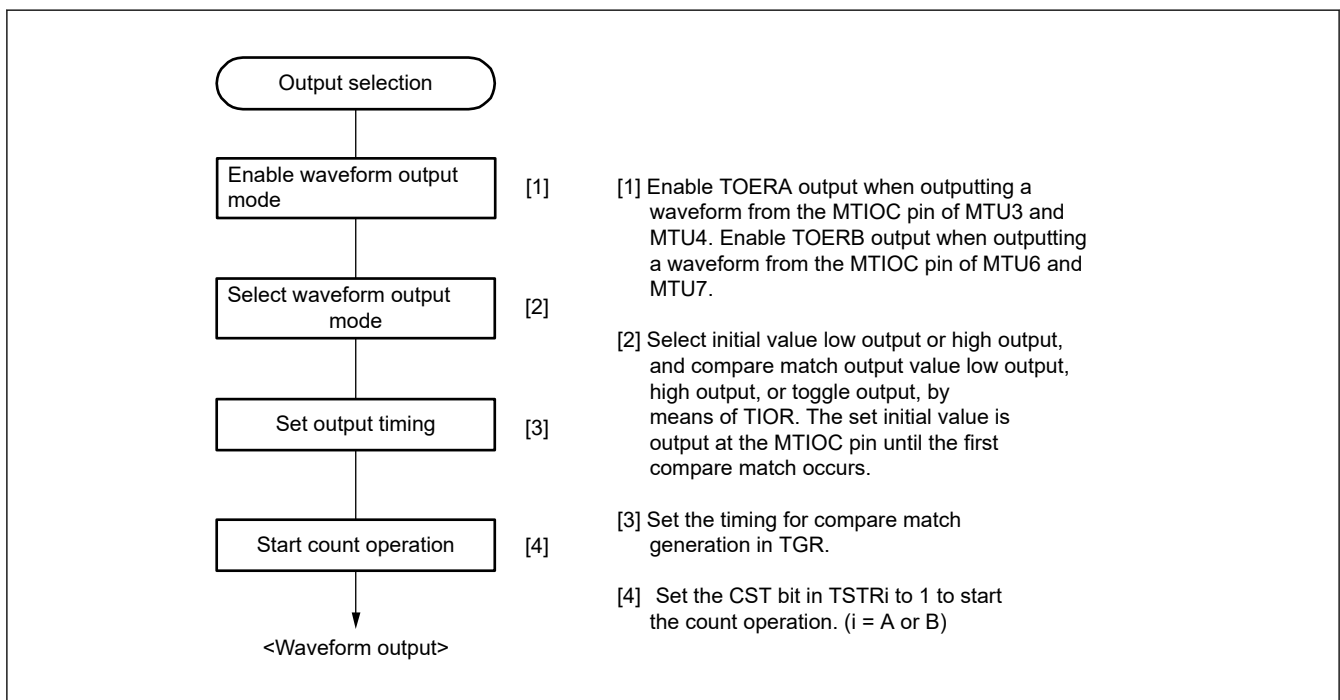 Output selection
Enable waveform output
mode
[1]
Select waveform output
mode
[2]
Set output timing
[3]
Start count operation
[4]
<Waveform output>
[1] Enable TOERA output when outputting a
waveform from the MTIOC pin of MTU3 and
MTU4. Enable TOERB output when outputting
a waveform from the MTIOC pin of MTU6 and
MTU7.
[2] Select initial value low output or high output,
and compare match output value low output,
high output, or toggle output, by
means of TIOR. The set initial value is
output at the MTIOC pin until the first
compare match occurs.
[3] Set the timing for compare match
generation in TGR.
[4] Set the CST bit in TSTRi to 1 to start
the count operation. (i = A or B)